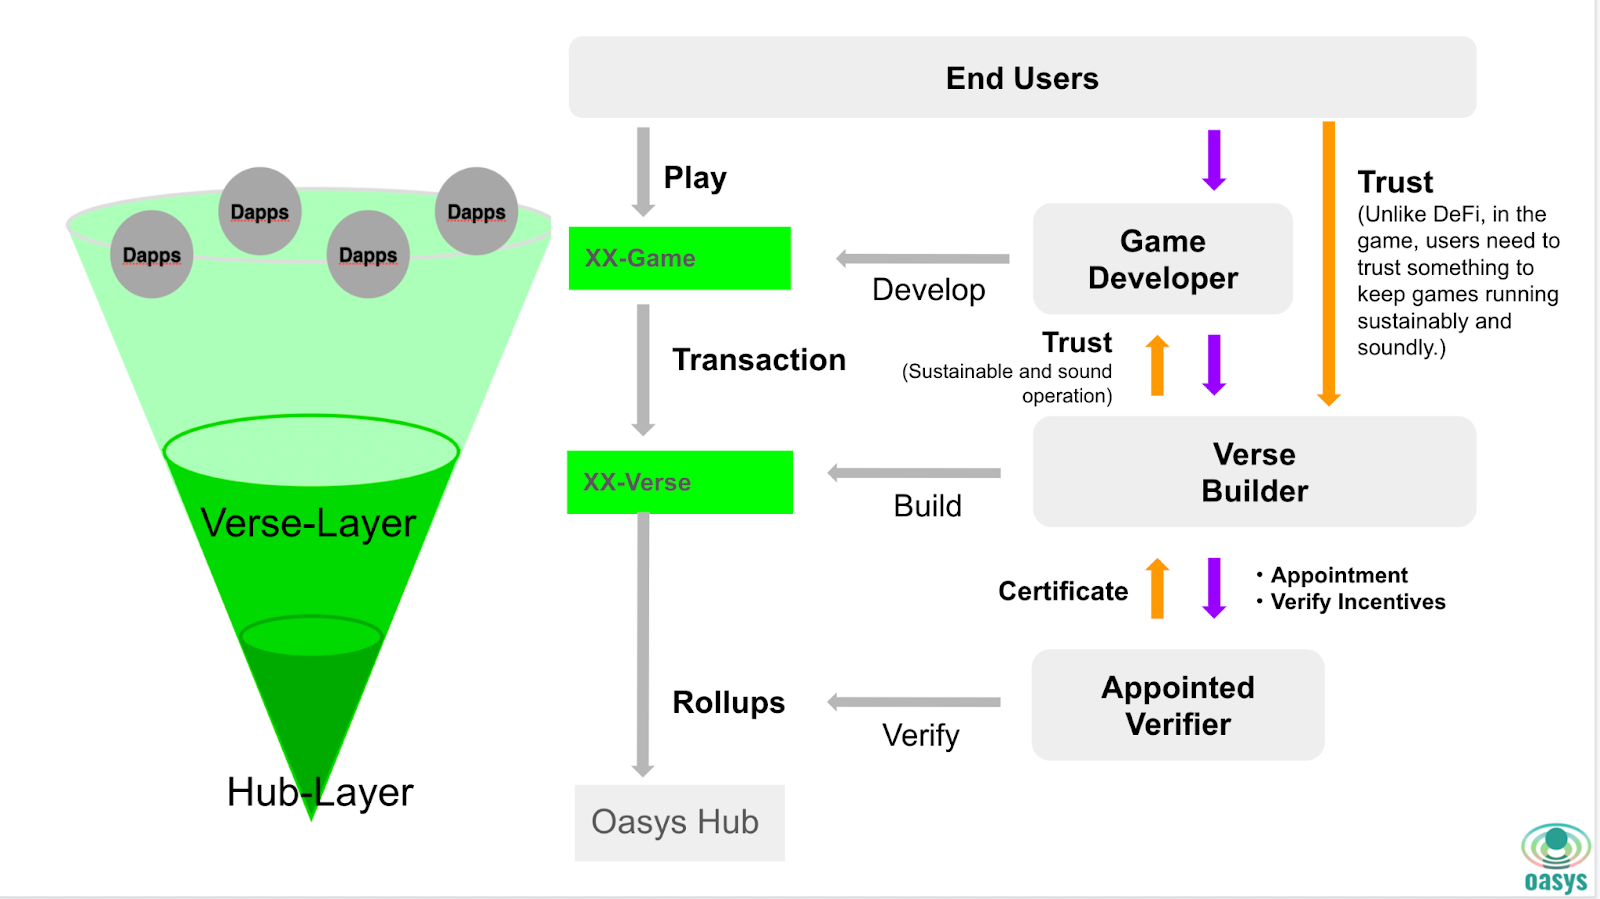 End Users
Play
Trust
(Unlike DeFi, in the
game, users need to
trust something to
keep games running
sustainably and
soundly.)
Dapps
Dapps
Dapps
Dapps
XX-Game
Develop
Game
Developer
Transaction
Trust
(Sustainable and sound
operation)
XX-Verse
Build
Verse
Builder
Verse-Layer
Certificate
・Appointment
・Verify Incentives
Rollups
Verify
Appointed
Verifier
Hub-Layer
Oasys Hub
oasys